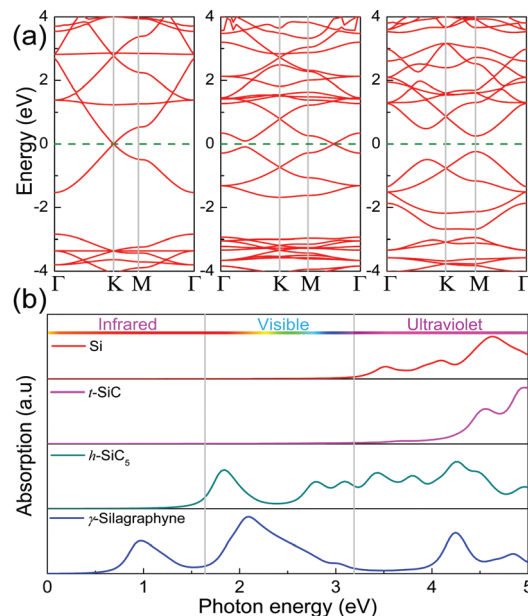 (a)
Energy (eV)
4
2
0
-2
-4
Γ K M Γ
4
2
0
-2
4
Γ K M Γ
4
2
0
-2
4
Γ K M Γ
(b)
Absorption (a.u)
Infrared Visible Ultraviolet
Si
t-SiC
h-SiC₅
γ-Silagraphyne
0 1 2 3 4 5
Photon energy (eV)